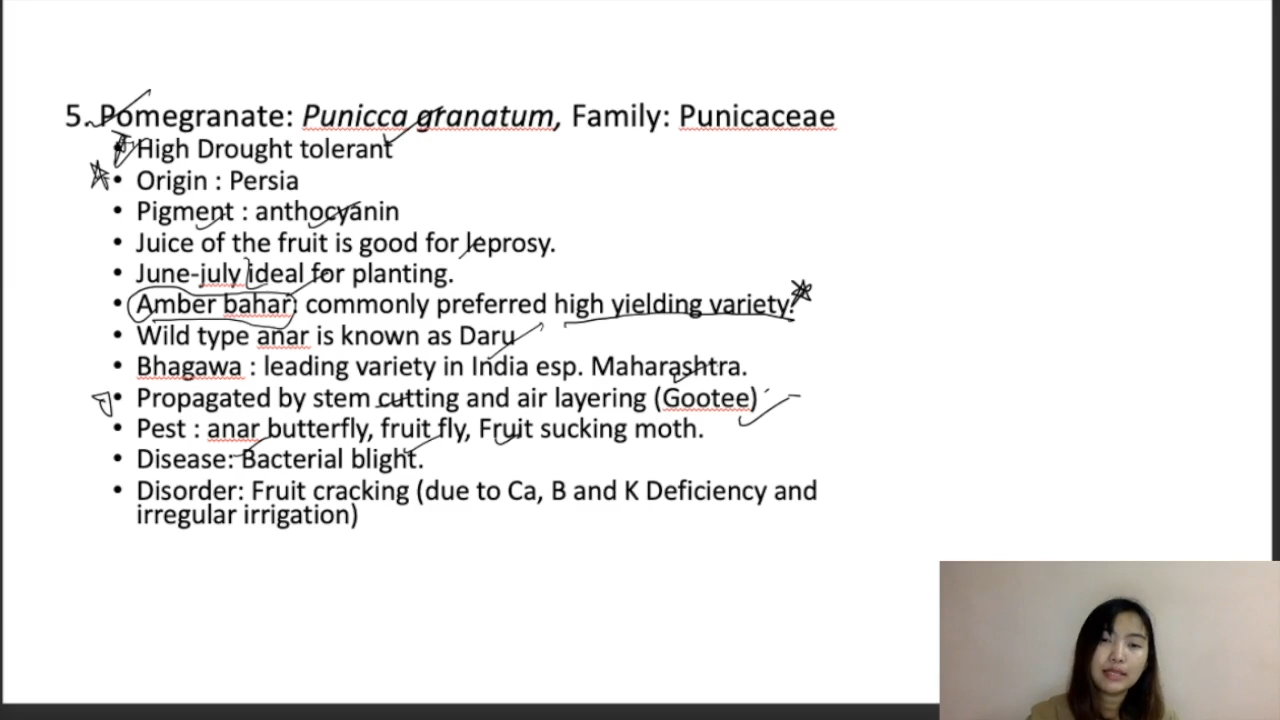 5. Pomegranate: Punicca granatum, Family: Punicaceae
• High Drought tolerant
• Origin : Persia
• Pigment : anthocyanin
• Juice of the fruit is good for leprosy.
• June-july ideal for planting.
• Amber bahar: commonly preferred high yielding variety.
• Wild type anar is known as Daru
• Bhagawa : leading variety in India esp. Maharashtra.
• Propagated by stem cutting and air layering (Gootee)
• Pest : anar butterfly, fruit fly, Fruit sucking moth.
• Disease: Bacterial blight.
• Disorder: Fruit cracking (due to Ca, B and K Deficiency and
irregular irrigation)